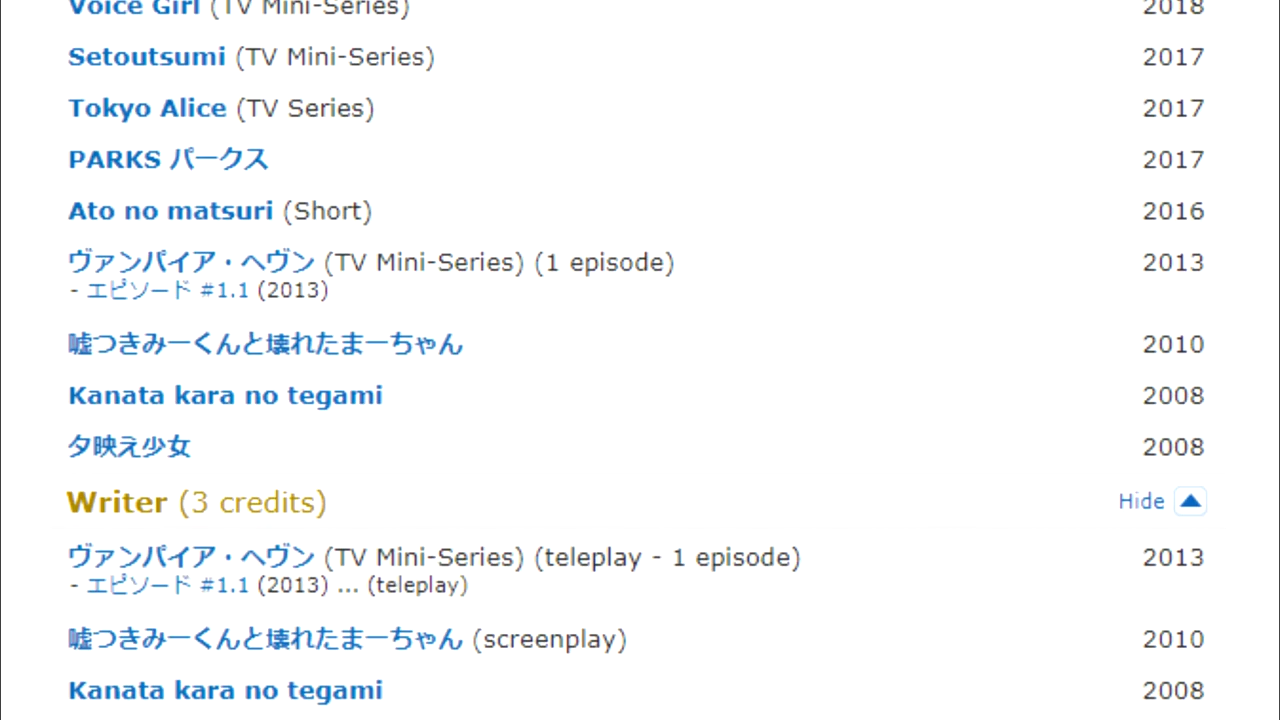 Voice Girl (TV Mini-Series) 2018
Setoutsumi (TV Mini-Series) 2017
Tokyo Alice (TV Series) 2017
PARKS パークス 2017
Ato no matsuri (Short) 2016
ヴァンパイア・ヘヴン (TV Mini-Series) (1 episode) 2013
- エピソード #1.1 (2013)
嘘つきみーくんと壊れたまーちゃん 2010
Kanata kara no tegami 2008
夕映え少女 2008
Writer (3 credits) Hide
ヴァンパイア・ヘヴン (TV Mini-Series) (teleplay - 1 episode) 2013
- エピソード #1.1 (2013) ... (teleplay)
嘘つきみーくんと壊れたまーちゃん (screenplay) 2010
Kanata kara no tegami 2008